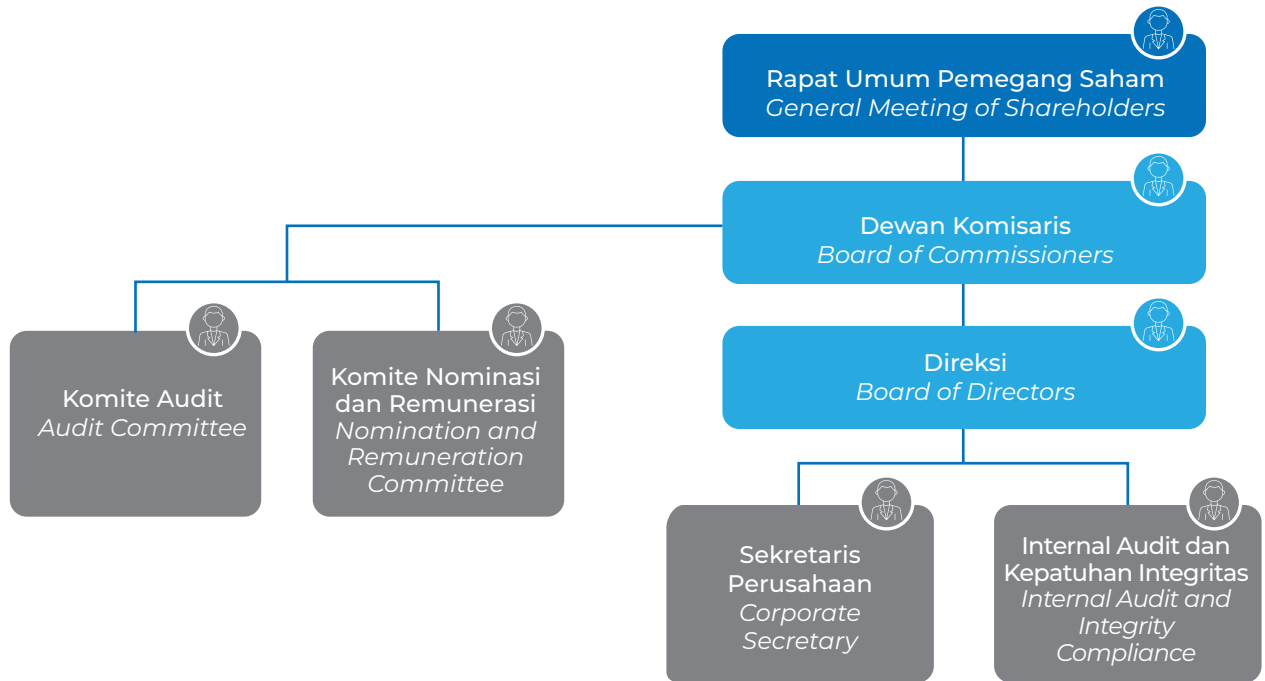 Rapat Umum Pemegang Saham
General Meeting of Shareholders
Dewan Komisaris
Board of Commissioners
Komite Audit
Audit Committee
Komite Nominasi
dan Remunerasi
Nomination and
Remuneration
Committee
Direksi
Board of Directors
Sekretaris
Perusahaan
Corporate
Secretary
Internal Audit dan
Kepatuhan Integritas
Internal Audit and
Integrity
Compliance